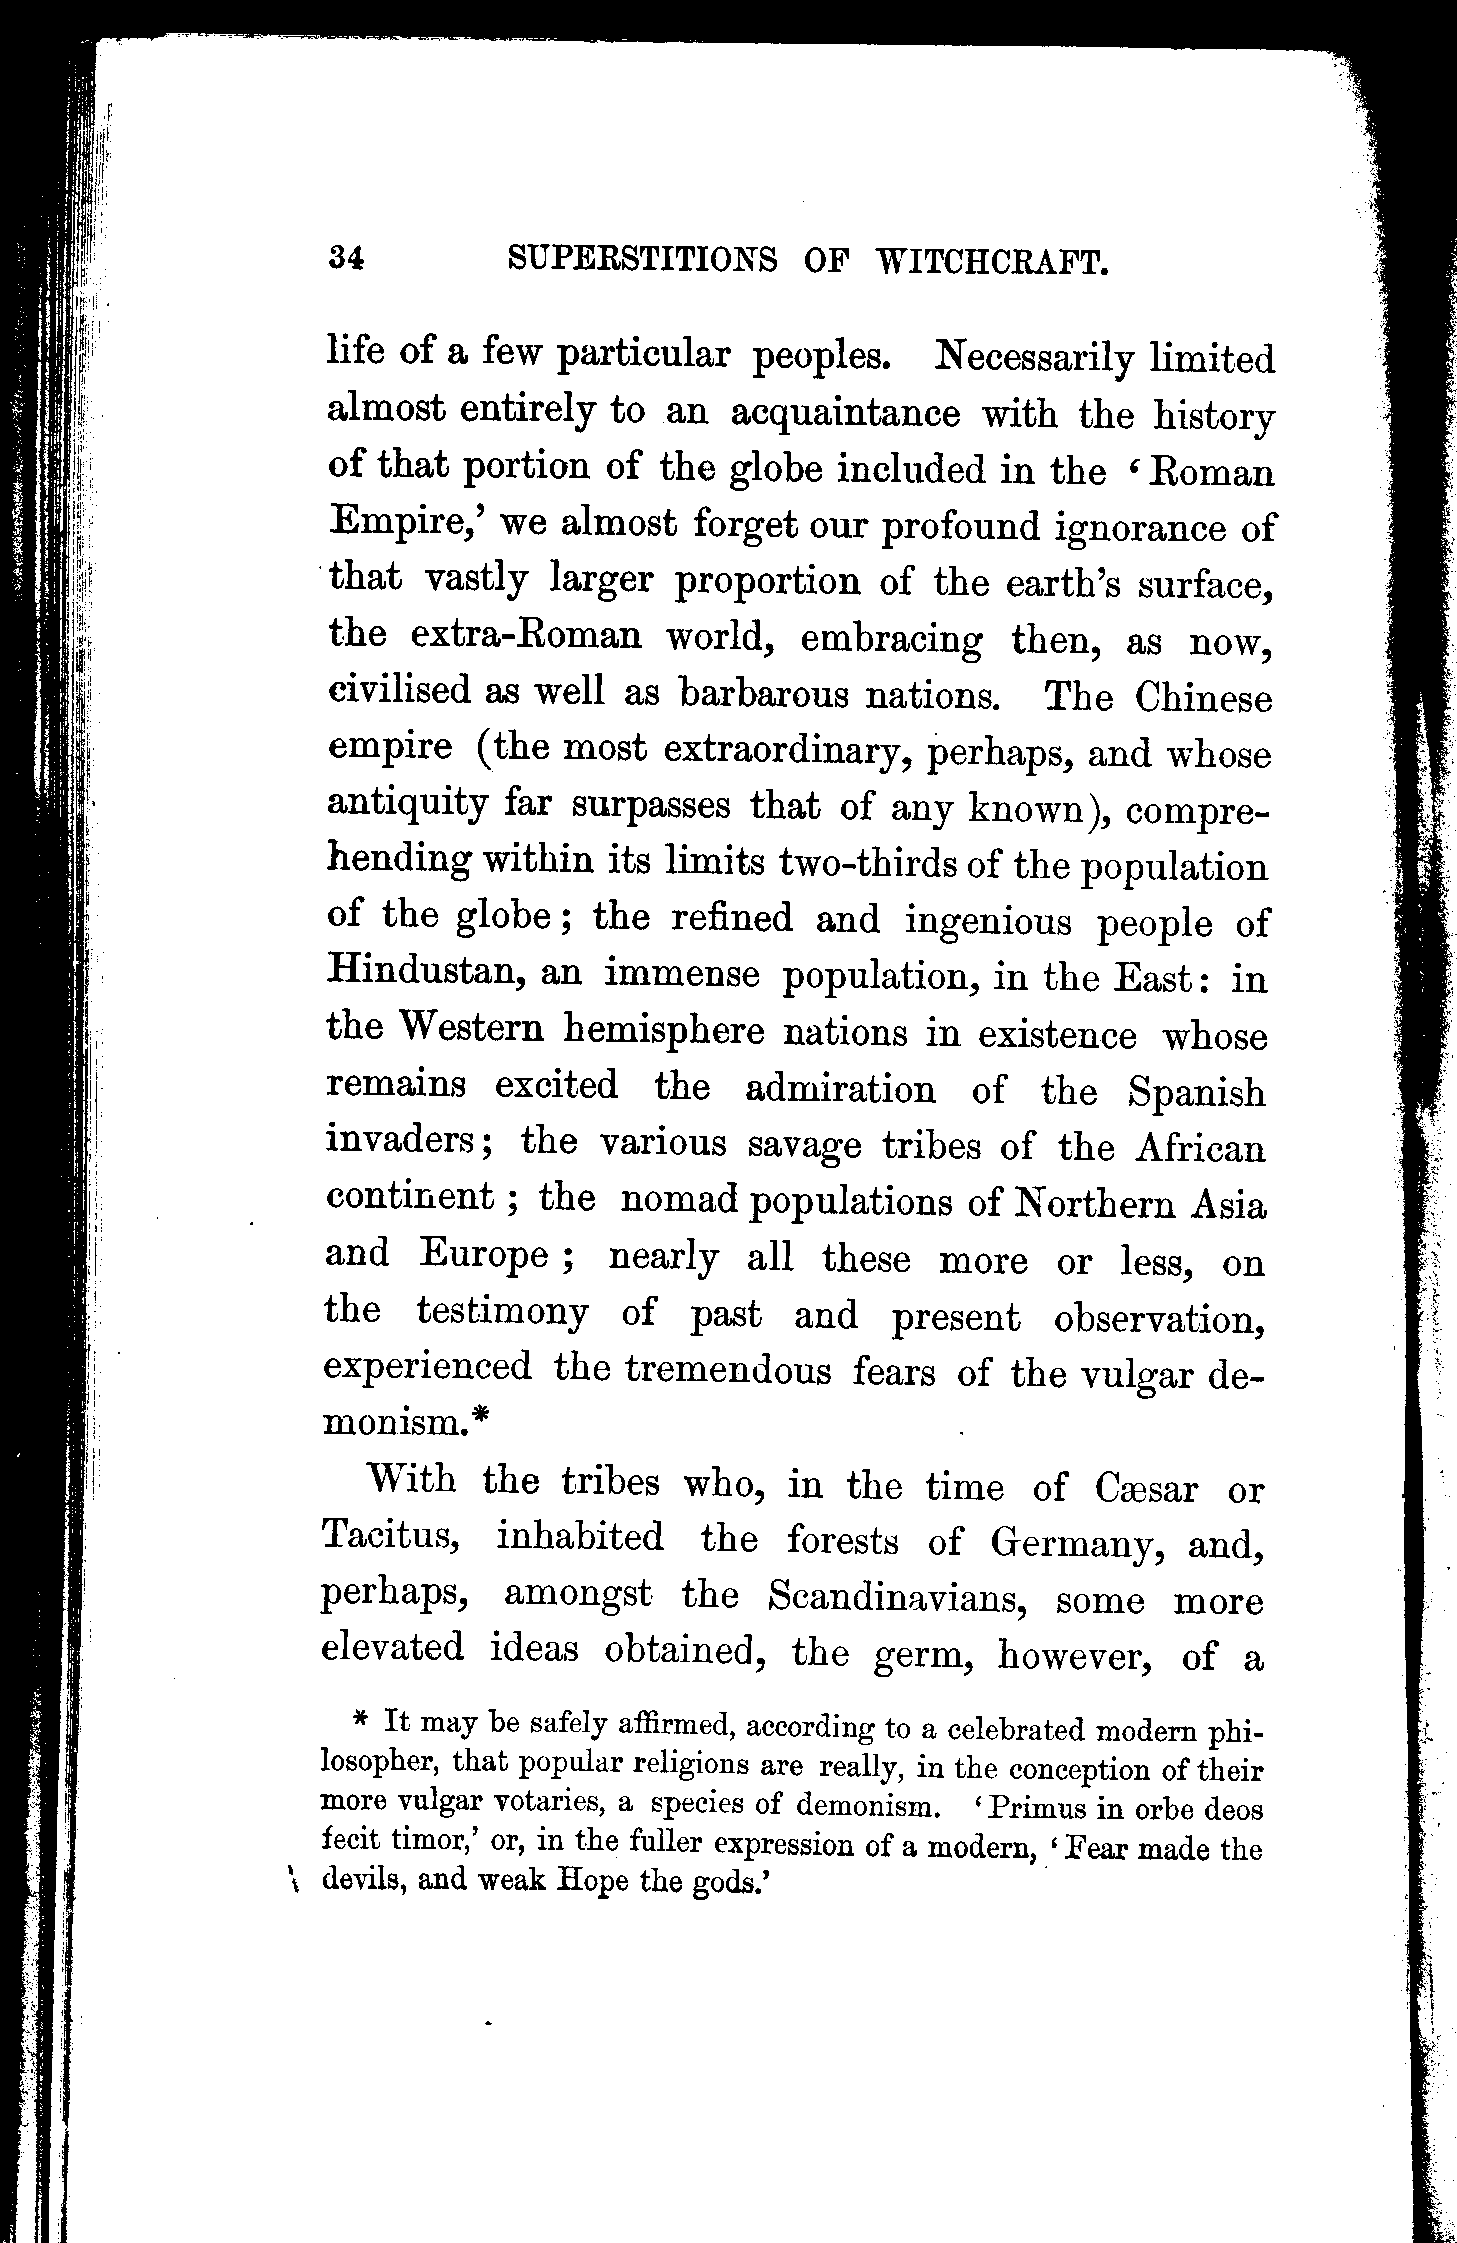 34 SUPERSTITIONS OF WITCHCRAFT.
life of a few particular peoples. Necessarily limited
almost entirely to an acquaintance with the history
of that portion of the globe included in the ‘ Roman
Empire,’ we almost forget our profound ignorance of
that vastly larger proportion of the earth’s surface,
the extra-Roman world, embracing then, as now,
civilised as well as barbarous nations. The Chinese
empire (the most extraordinary, perhaps, and whose
antiquity far surpasses that of any known), compre-
hending within its limits two-thirds of the population
of the globe ; the refined and ingenious people of
Hindustan, an immense population, in the East : in
the Western hemisphere nations in existence whose
remains excited the admiration of the Spanish
invaders ; the various savage tribes of the African
continent ; the nomad populations of Northern Asia
and Europe ; nearly all these more or less, on
the testimony of past and present observation,
experienced the tremendous fears of the vulgar de-
monism.*
With the tribes who, in the time of Cæsar or
Tacitus, inhabited the forests of Germany, and,
perhaps, amongst the Scandinavians, some more
elevated ideas obtained, the germ, however, of a
* It may be safely affirmed, according to a celebrated modern phi-
losopher, that popular religions are really, in the conception of their
more vulgar votaries, a species of demonism. ‘ Primus in orbe deos
fecit timor,’ or, in the fuller expression of a modern, ‘ Fear made the
devils, and weak Hope the gods.’